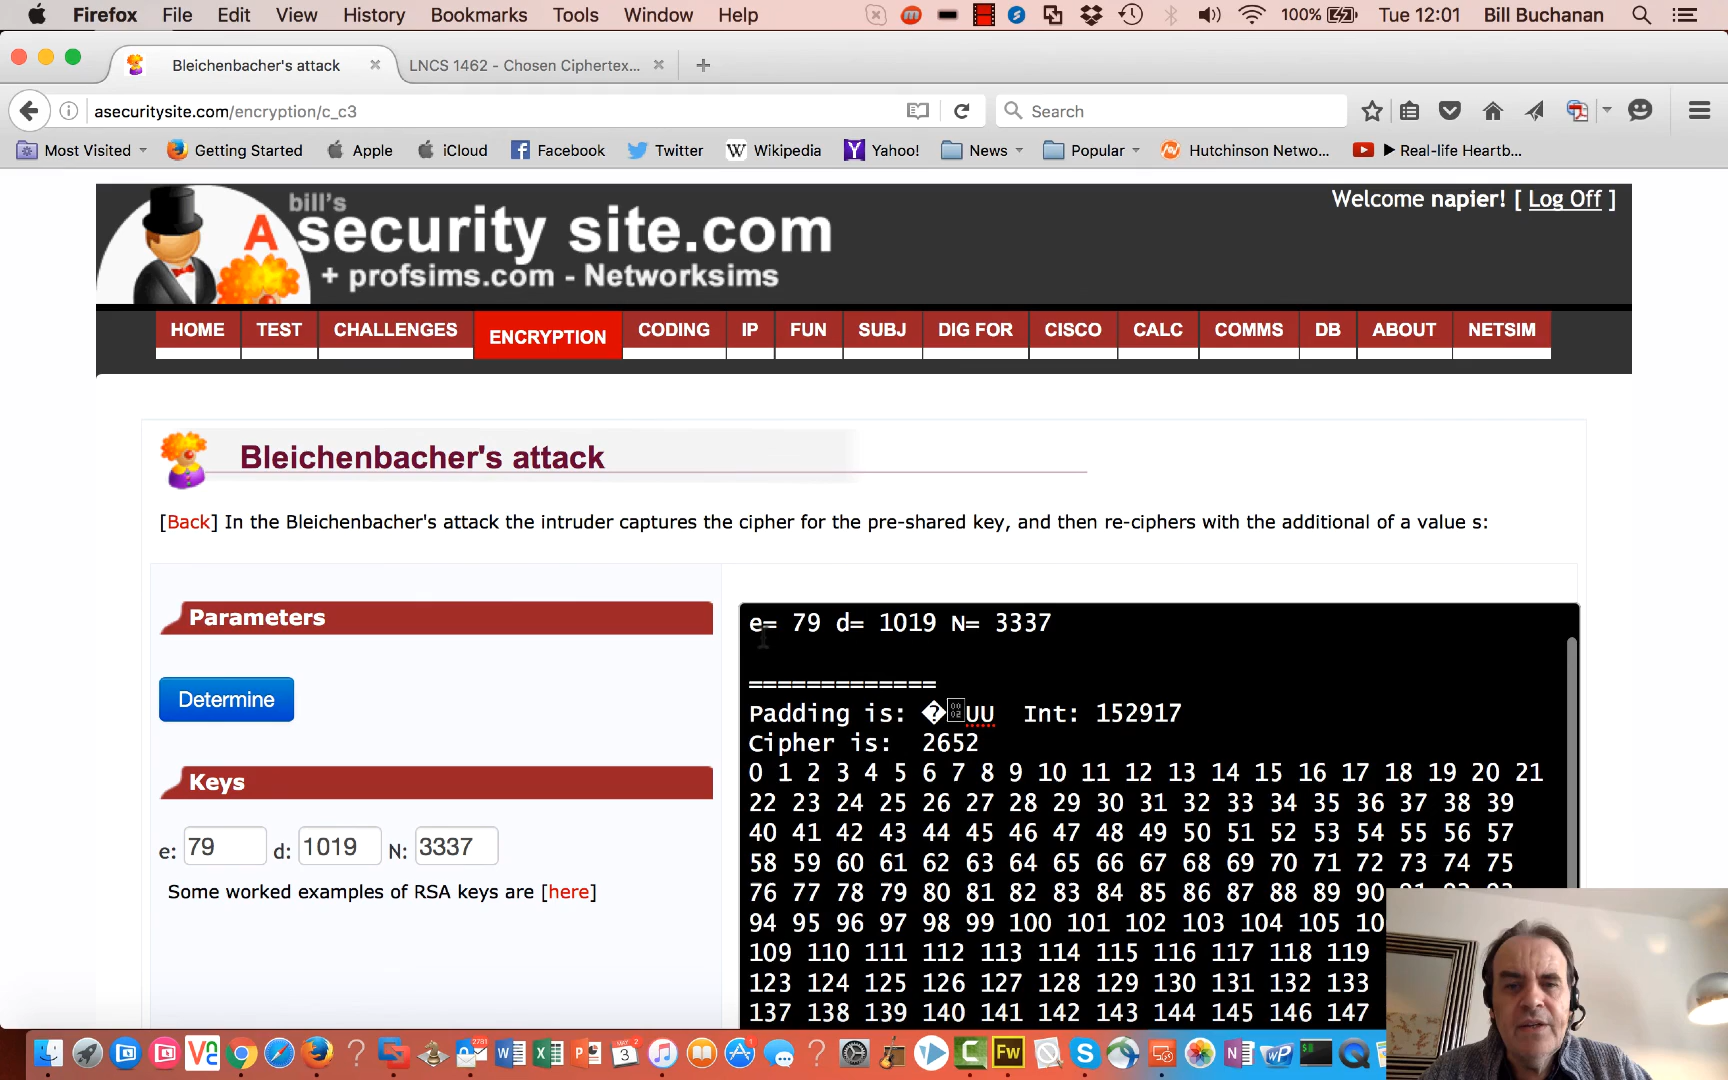 Firefox File Edit View History Bookmarks Tools Window Help 100% Tue 12:01 Bill Buchanan
Bleichenbacher's attack LNCS 1462 - Chosen Ciphertex...
asecuritysite.com/encryption/c_c3 Search
Most Visited Getting Started Apple iCloud Facebook Twitter Wikipedia Yahoo! News Popular Hutchinson Netwo... ▶ Real-life Heartb...
Welcome napier! [ Log Off ]
bill's
A security site.com
+ profsims.com - Networksims
HOME TEST CHALLENGES ENCRYPTION CODING IP FUN SUBJ DIG FOR CISCO CALC COMMS DB ABOUT NETSIM
Bleichenbacher's attack
[Back] In the Bleichenbacher's attack the intruder captures the cipher for the pre-shared key, and then re-ciphers with the additional of a value s:
Parameters
Determine
Keys
e: 79 d: 1019 N: 3337
Some worked examples of RSA keys are [here]
e= 79 d= 1019 N= 3337
=============
Padding is: �UU Int: 152917
Cipher is: 2652
0 1 2 3 4 5 6 7 8 9 10 11 12 13 14 15 16 17 18 19 20 21
22 23 24 25 26 27 28 29 30 31 32 33 34 35 36 37 38 39
40 41 42 43 44 45 46 47 48 49 50 51 52 53 54 55 56 57
58 59 60 61 62 63 64 65 66 67 68 69 70 71 72 73 74 75
76 77 78 79 80 81 82 83 84 85 86 87 88 89 90
94 95 96 97 98 99 100 101 102 103 104 105
109 110 111 112 113 114 115 116 117 118 119
123 124 125 126 127 128 129 130 131 132 133
137 138 139 140 141 142 143 144 145 146 147